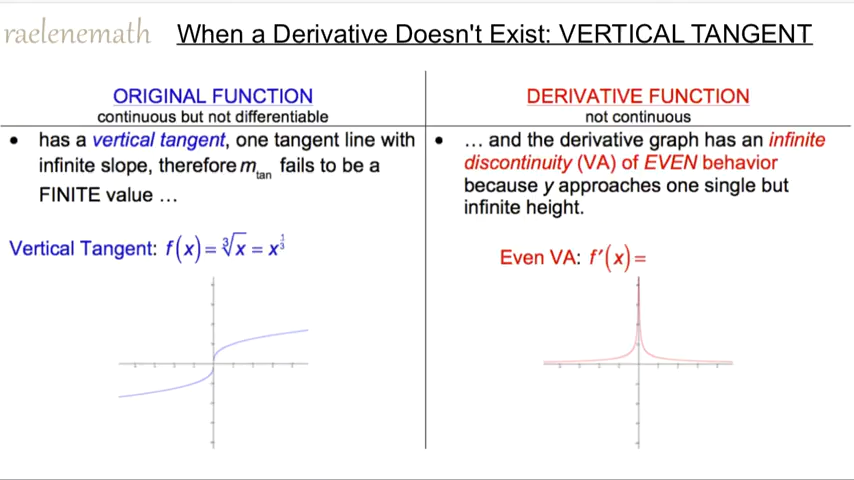 raelenemath When a Derivative Doesn't Exist: VERTICAL TANGENT
ORIGINAL FUNCTION
continuous but not differentiable
• has a vertical tangent, one tangent line with
infinite slope, therefore m_tan fails to be a
FINITE value …
Vertical Tangent: f(x) = ∛x = x^(1/3)
DERIVATIVE FUNCTION
not continuous
• … and the derivative graph has an infinite
discontinuity (VA) of EVEN behavior
because y approaches one single but
infinite height.
Even VA: f′(x) =